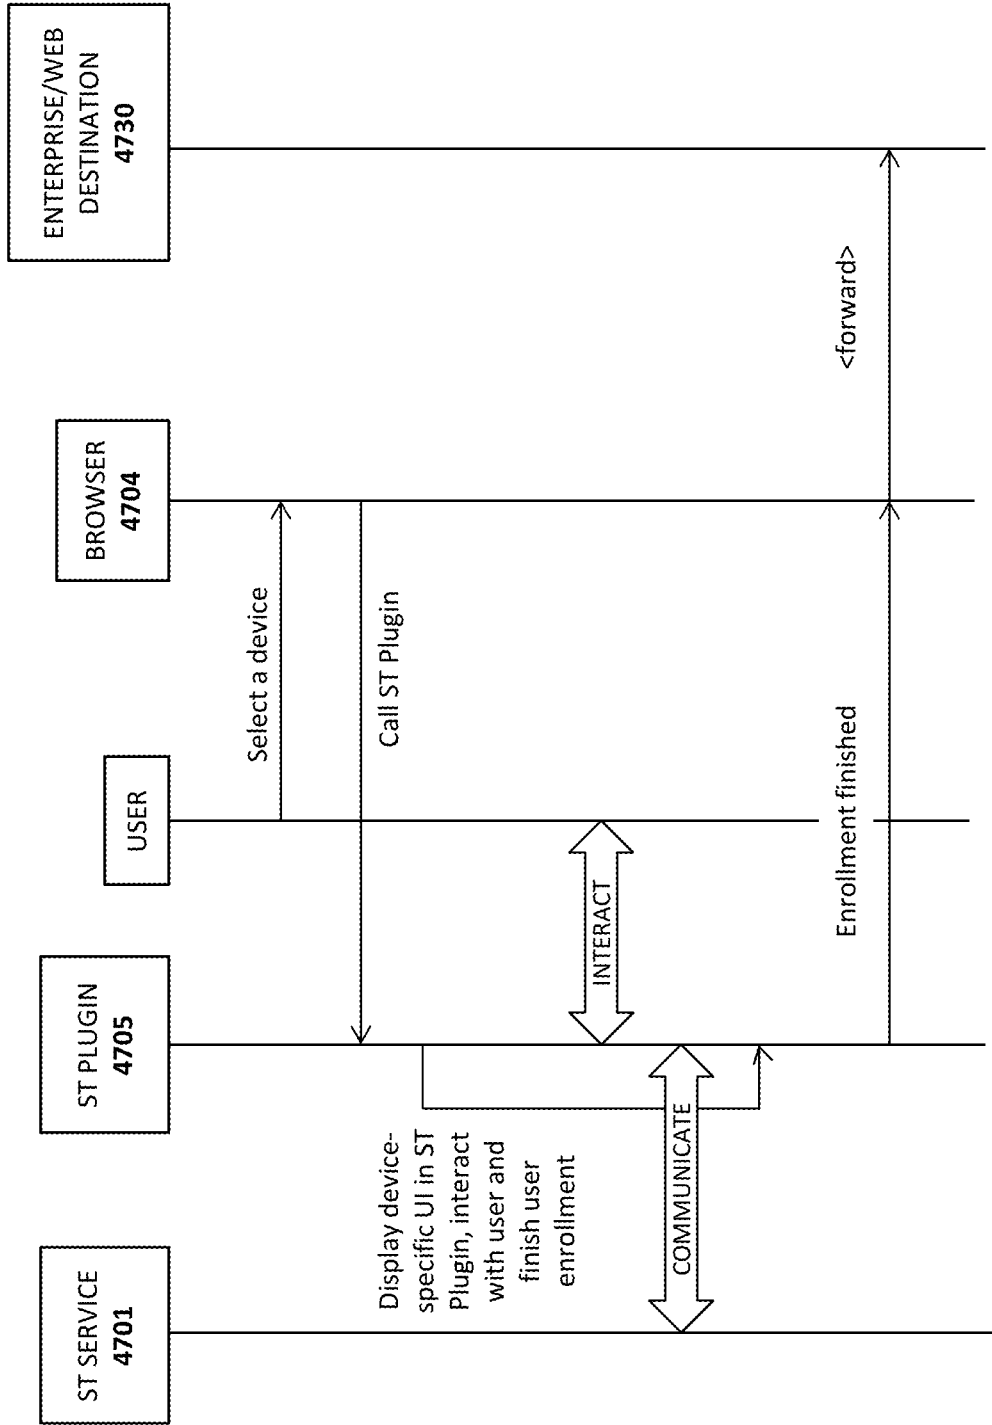 ST SERVICE
4701
ST PLUGIN
4705
USER
BROWSER
4704
ENTERPRISE/WEB
DESTINATION
4730
Select a device
Call ST Plugin
Display device-
specific UI in ST
Plugin, interact
with user and
finish user
enrollment
INTERACT
COMMUNICATE
Enrollment finished
<forward>